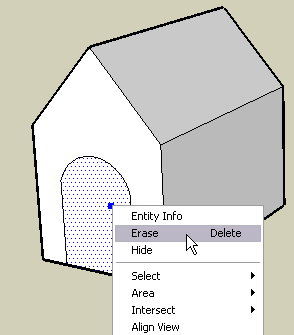 Entity Info
Erase Delete
Hide
Select
Area
Intersect
Align View